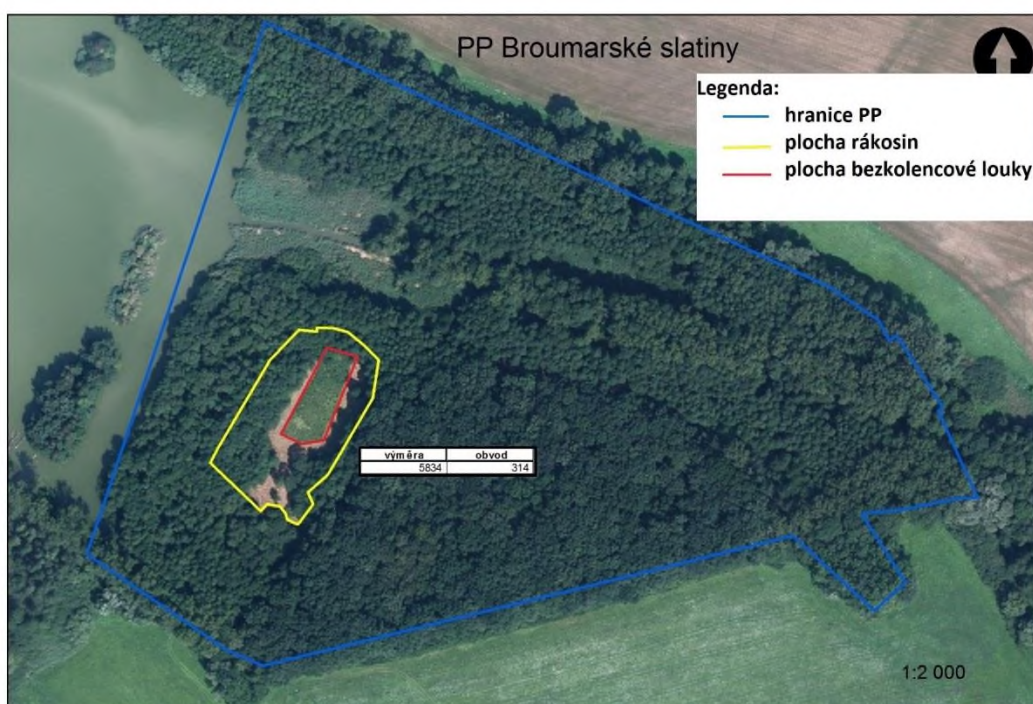 PP Broumarské slatiny
Legenda:
hranice PP
plocha rákosin
plocha bezkolencové louky
výměra obvod
5834 314
1:2 000